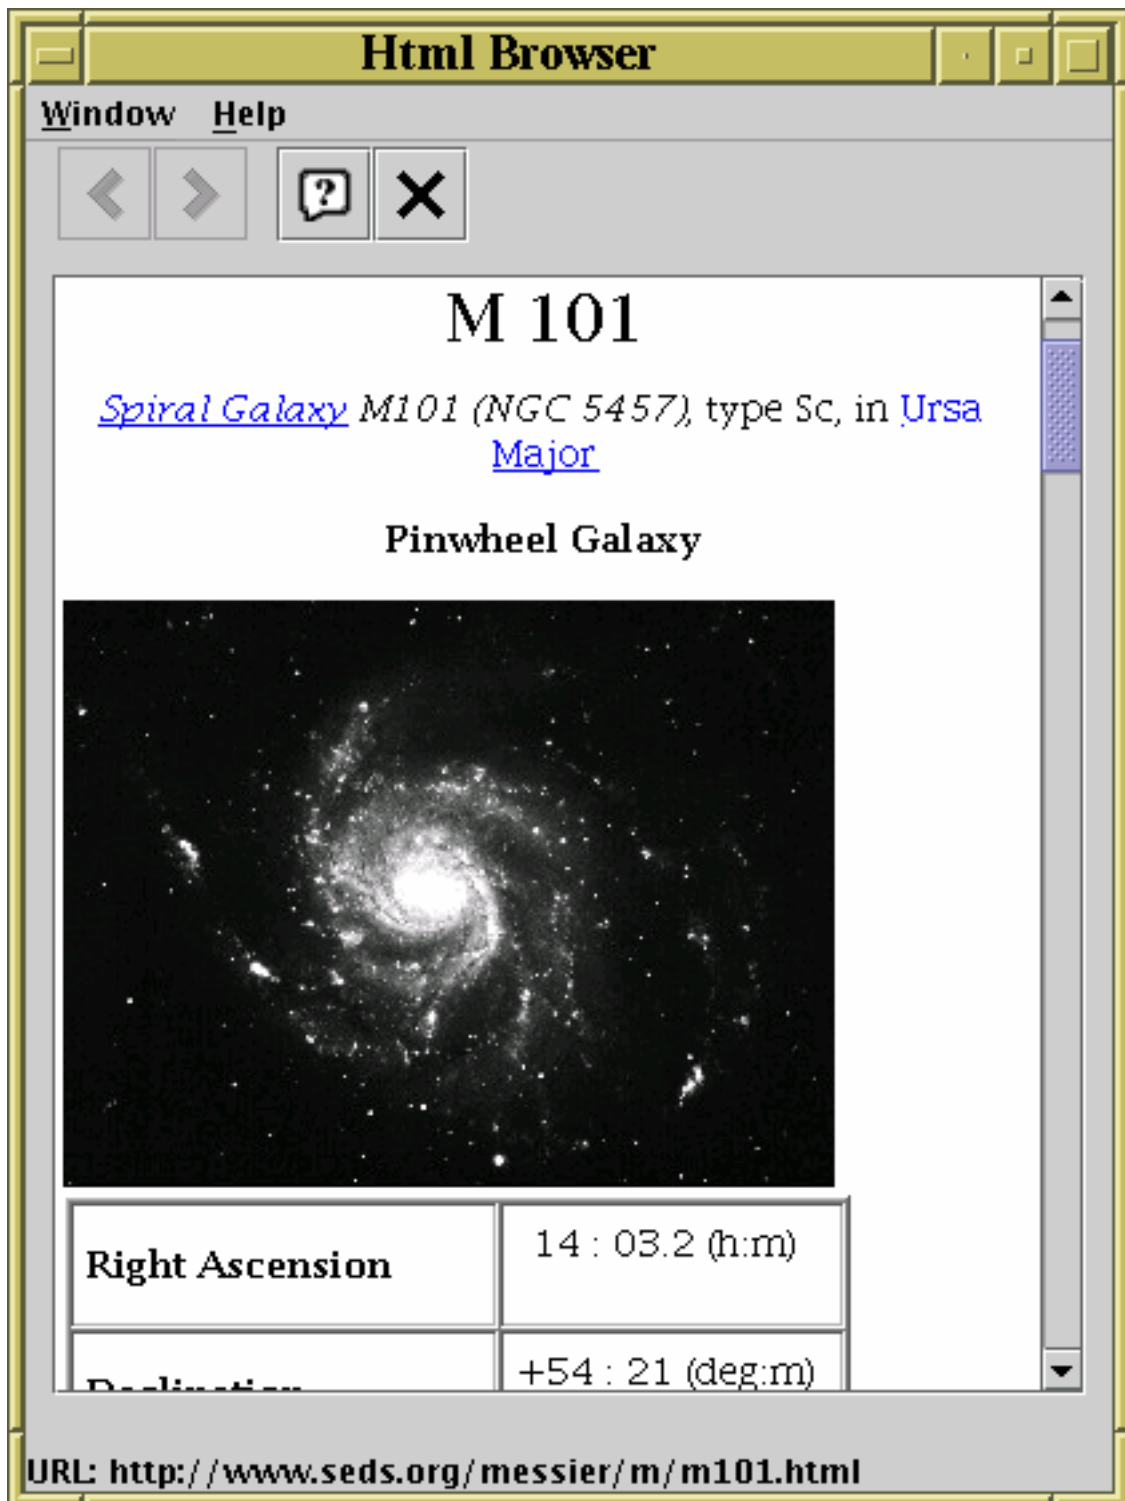 Html Browser
Window Help
M 101
Spiral Galaxy M101 (NGC 5457), type Sc, in Ursa
Major
Pinwheel Galaxy
Right Ascension 14 : 03.2 (h:m)
Declination +54 : 21 (deg:m)
URL: http://www.seds.org/messier/m/m101.html